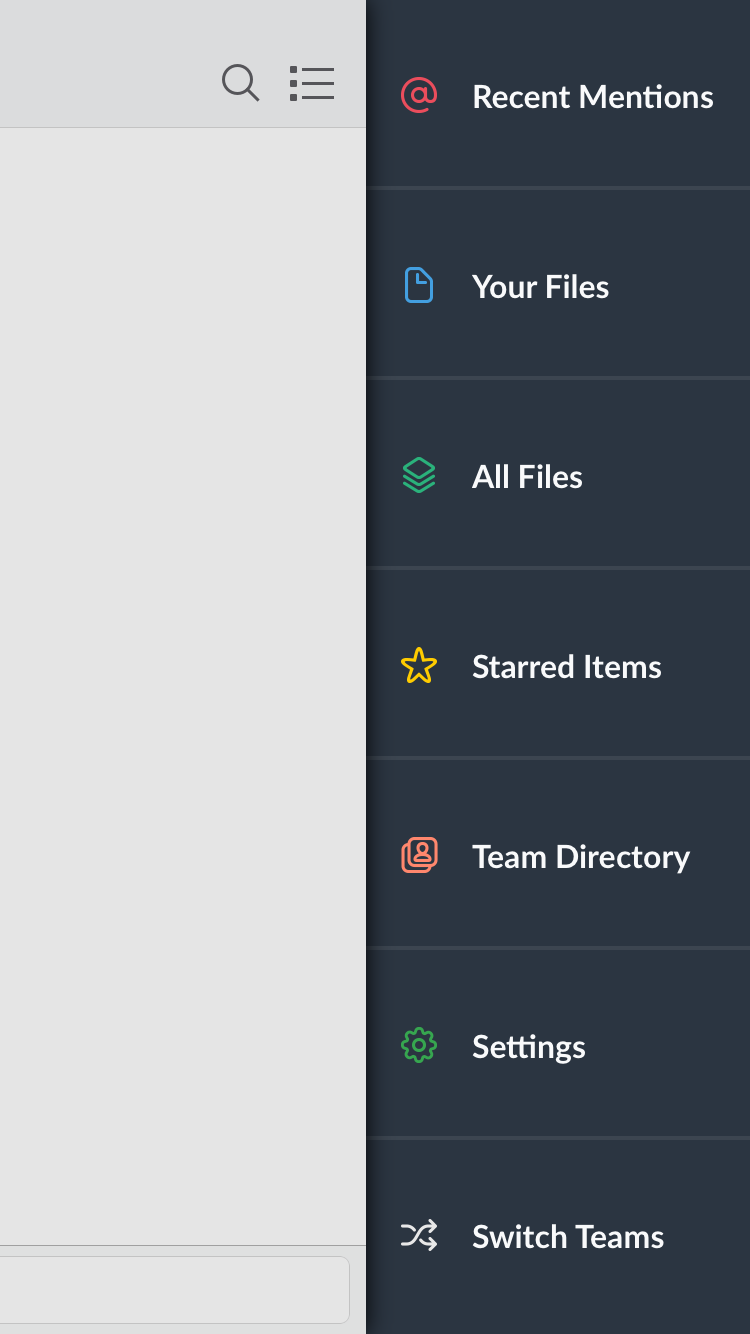 Recent Mentions
Your Files
All Files
Starred Items
Team Directory
Settings
Switch Teams